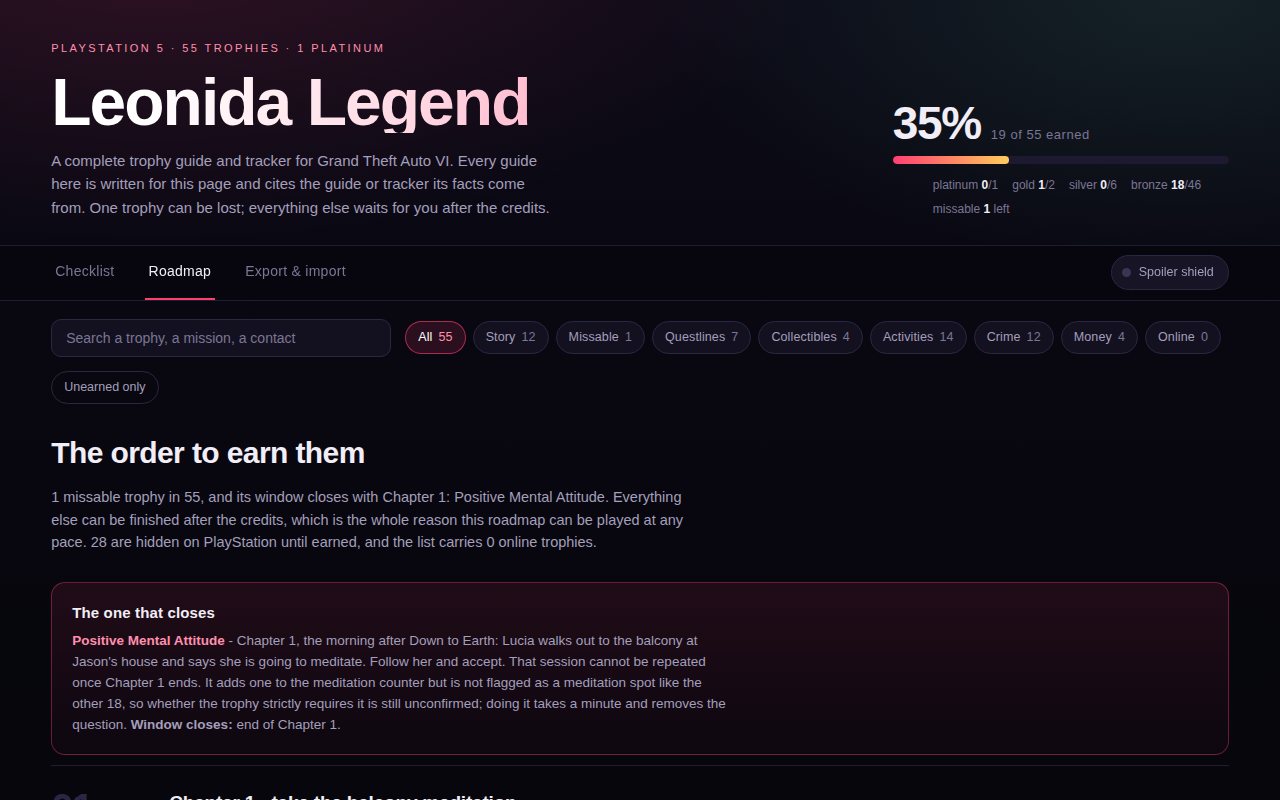 PLAYSTATION 5 · 55 TROPHIES · 1 PLATINUM
Leonida Legend
A complete trophy guide and tracker for Grand Theft Auto VI. Every guide
here is written for this page and cites the guide or tracker its facts come
from. One trophy can be lost; everything else waits for you after the credits.
35% 19 of 55 earned
platinum 0/1 gold 1/2 silver 0/6 bronze 18/46
missable 1 left
Checklist Roadmap Export & import Spoiler shield
Search a trophy, a mission, a contact All 55 Story 12 Missable 1 Questlines 7 Collectibles 4 Activities 14 Crime 12 Money 4 Online 0
Unearned only
The order to earn them
1 missable trophy in 55, and its window closes with Chapter 1: Positive Mental Attitude. Everything
else can be finished after the credits, which is the whole reason this roadmap can be played at any
pace. 28 are hidden on PlayStation until earned, and the list carries 0 online trophies.
The one that closes
Positive Mental Attitude - Chapter 1, the morning after Down to Earth: Lucia walks out to the balcony at
Jason's house and says she is going to meditate. Follow her and accept. That session cannot be repeated
once Chapter 1 ends. It adds one to the meditation counter but is not flagged as a meditation spot like the
other 18, so whether the trophy strictly requires it is still unconfirmed; doing it takes a minute and removes the
question. Window closes: end of Chapter 1.
01 Chapter 1 - take the balcony meditation